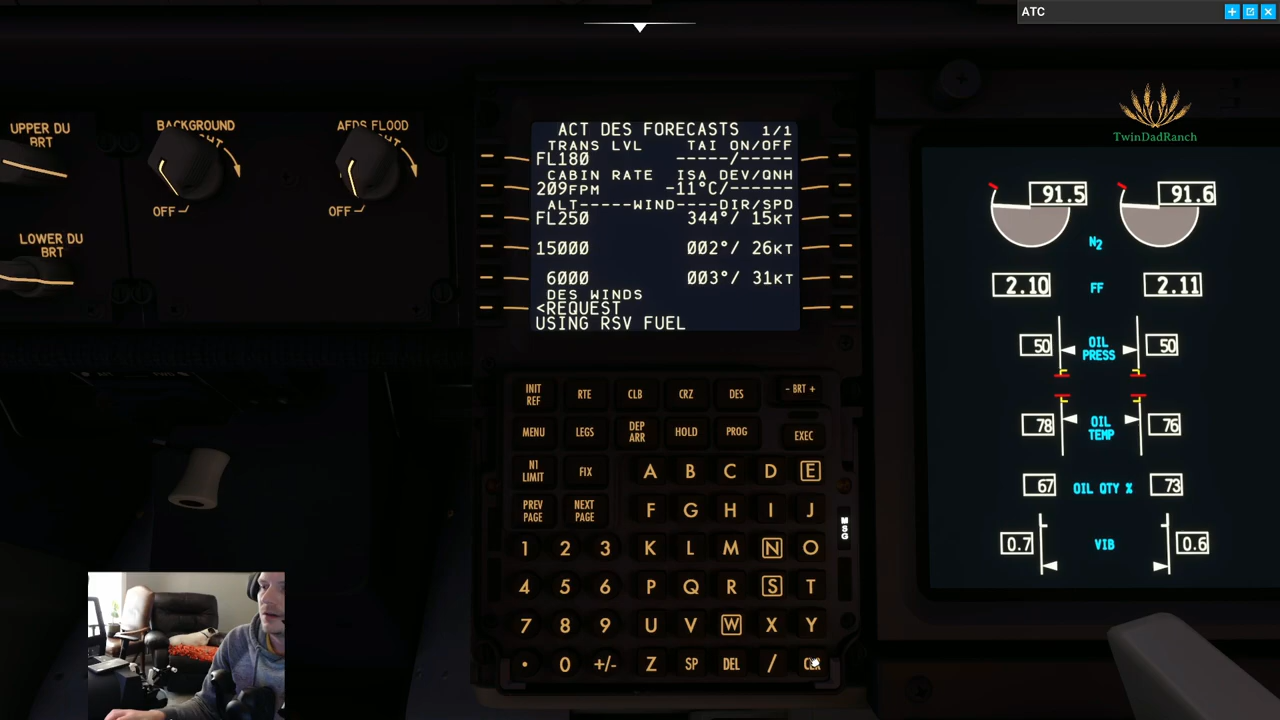 ATC
TwinDadRanch
UPPER DU
BRT
BACKGROUND
OFF
AFDS FLOOD
OFF
LOWER DU
BRT
ACT DES FORECASTS 1/1
TRANS LVL TAI ON/OFF
FL180 -----/-----
CABIN RATE ISA DEV/QNH
209FPM -11°C/------
ALT-----WIND----DIR/SPD
FL250 344°/ 15KT
15000 002°/ 26KT
6000 003°/ 31KT
DES WINDS
<REQUEST
USING RSV FUEL
INIT REF
RTE
CLB
CRZ
DES
- BRT +
MENU
LEGS
DEP ARR
HOLD
PROG
EXEC
N1 LIMIT
FIX
A B C D E
PREV PAGE
NEXT PAGE
F G H I J
1 2 3 K L M N O
4 5 6 P Q R S T
7 8 9 U V W X Y
. 0 +/- Z SP DEL /
MSG
91.5 91.6
N2
2.10 FF 2.11
50 OIL PRESS 50
78 OIL TEMP 76
67 OIL QTY % 73
0.7 VIB 0.6